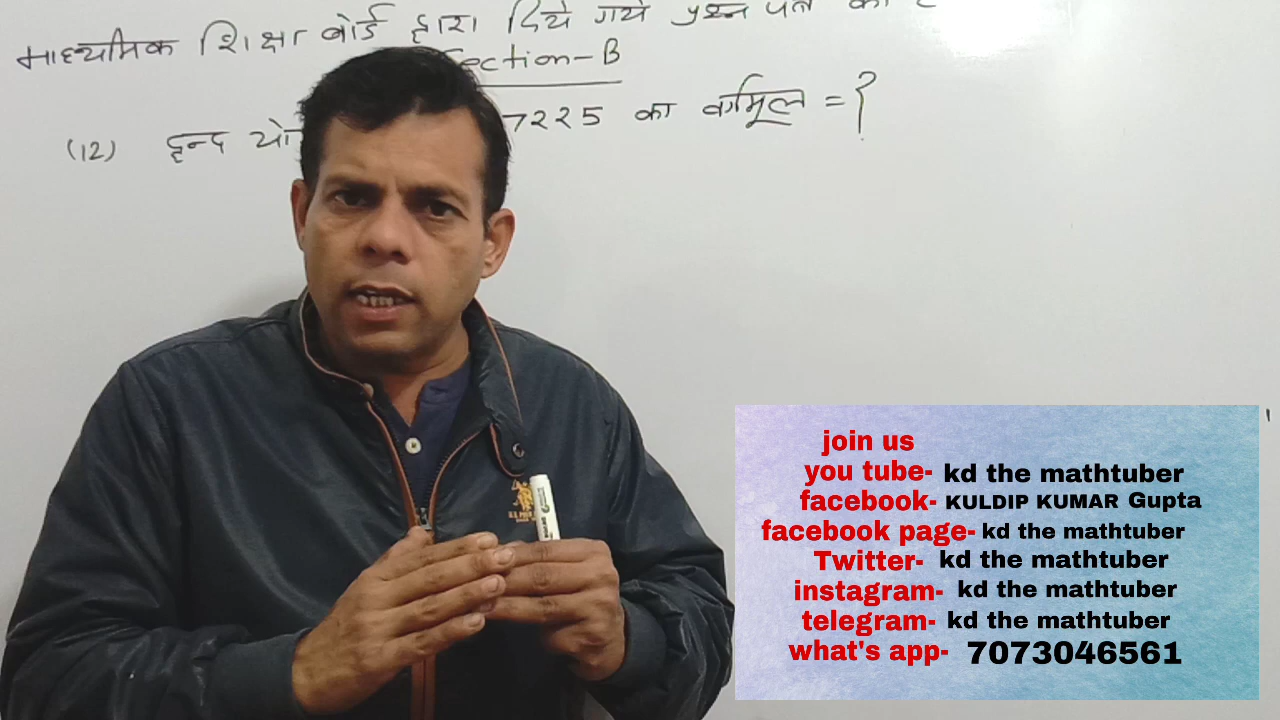 माध्यमिक शिक्षा बोर्ड द्वारा दिये गये प्रश्न पत्र
ection-B
(12) द्वन्द यो 7225 का वर्गमूल = ?
join us
you tube- kd the mathtuber
facebook- KULDIP KUMAR Gupta
facebook page- kd the mathtuber
Twitter- kd the mathtuber
instagram- kd the mathtuber
telegram- kd the mathtuber
what's app- 7073046561